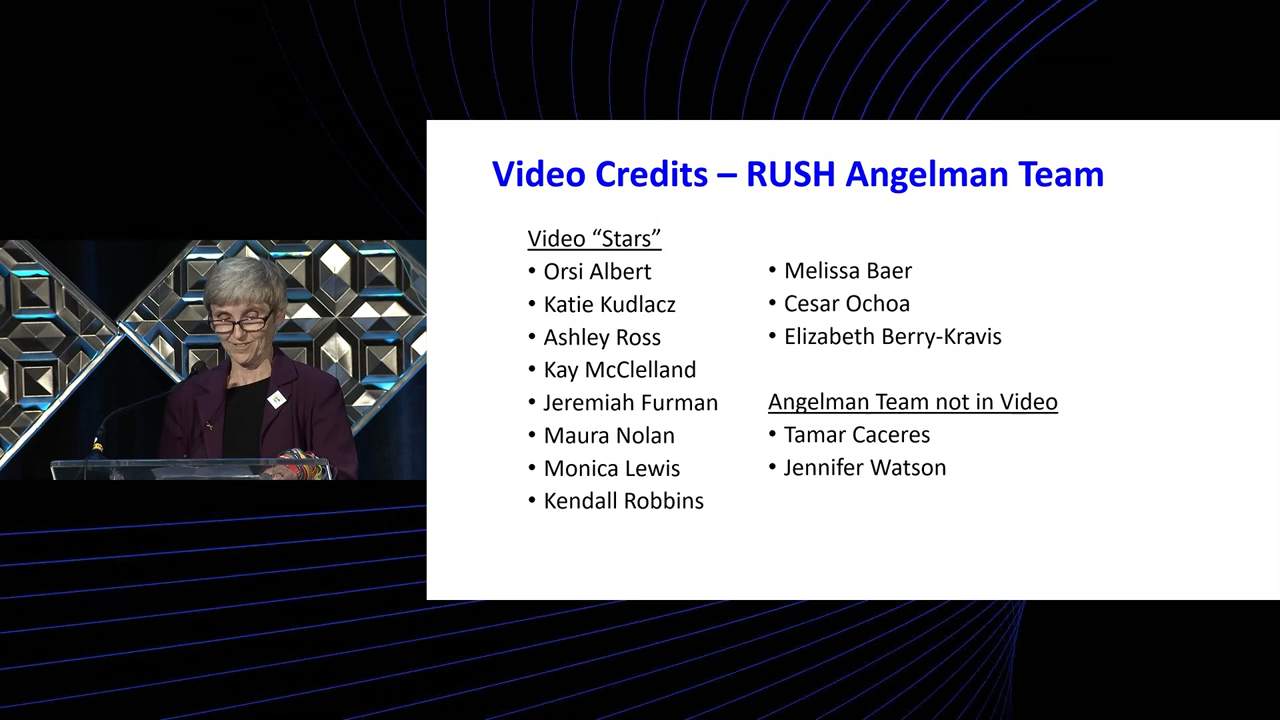 Video Credits – RUSH Angelman Team
Video “Stars”
• Orsi Albert
• Katie Kudlacz
• Ashley Ross
• Kay McClelland
• Jeremiah Furman
• Maura Nolan
• Monica Lewis
• Kendall Robbins
• Melissa Baer
• Cesar Ochoa
• Elizabeth Berry-Kravis
Angelman Team not in Video
• Tamar Caceres
• Jennifer Watson